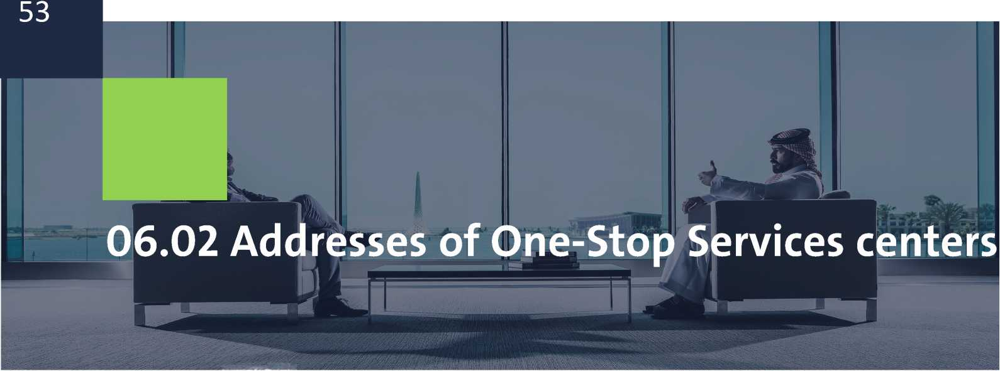 53
06.02 Addresses of One-Stop Services centers